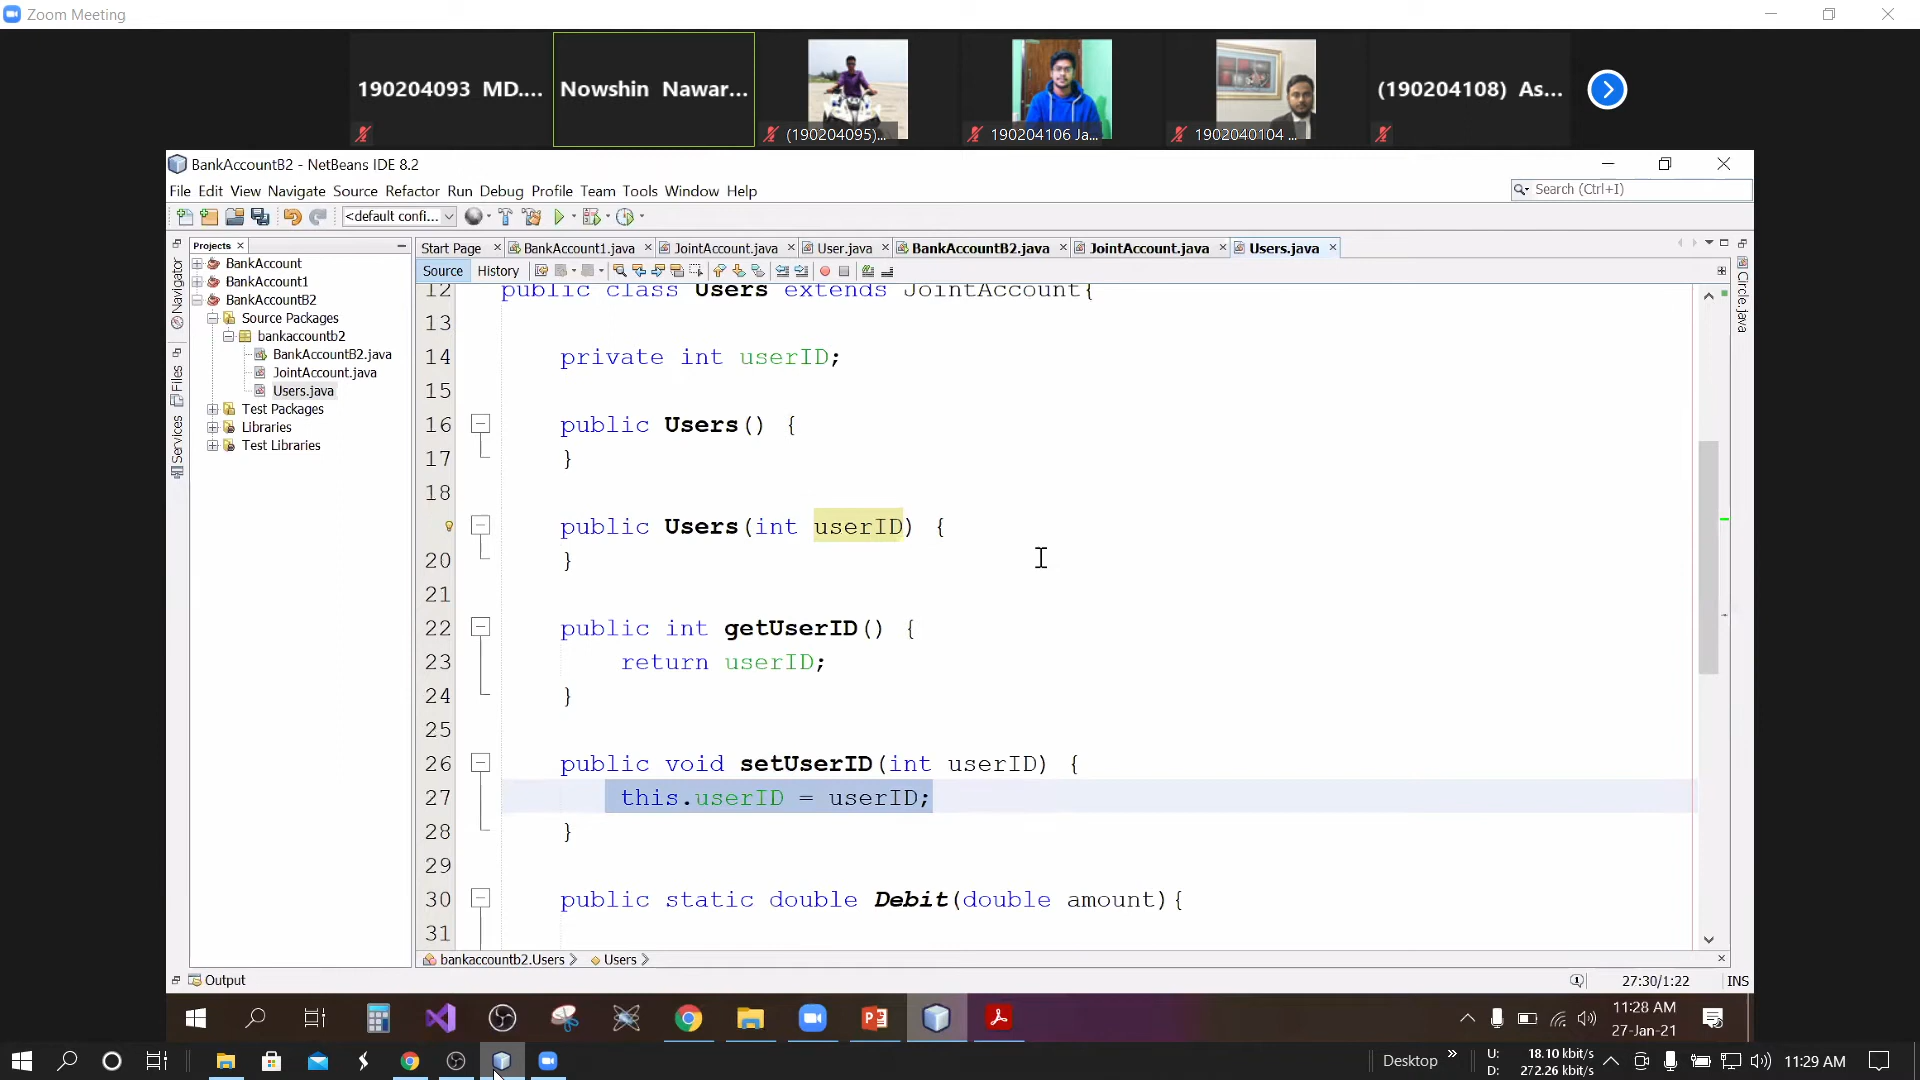 Zoom Meeting
190204093 MD....
Nowshin Nawar...
(190204095)...
190204106 Ja...
1902040104 ...
(190204108) As...
BankAccountB2 - NetBeans IDE 8.2
File Edit View Navigate Source Refactor Run Debug Profile Team Tools Window Help
Search (Ctrl+I)
<default confi...
Projects
Start Page
BankAccount1.java
JointAccount.java
User.java
BankAccountB2.java
JointAccount.java
Users.java
Source History
Navigator
Files
Services
BankAccount
BankAccount1
BankAccountB2
Source Packages
bankaccountb2
BankAccountB2.java
JointAccount.java
Users.java
Test Packages
Libraries
Test Libraries
Circle.java
12 public class Users extends JointAccount{
13
14 private int userID;
15
16 public Users() {
17 }
18
public Users(int userID) {
20 }
21
22 public int getUserID() {
23 return userID;
24 }
25
26 public void setUserID(int userID) {
27 this.userID = userID;
28 }
29
30 public static double Debit(double amount){
31
bankaccountb2.Users
Users
Output
27:30/1:22
INS
11:28 AM
27-Jan-21
Desktop
U: 18.10 kbit/s
D: 272.26 kbit/s
11:29 AM